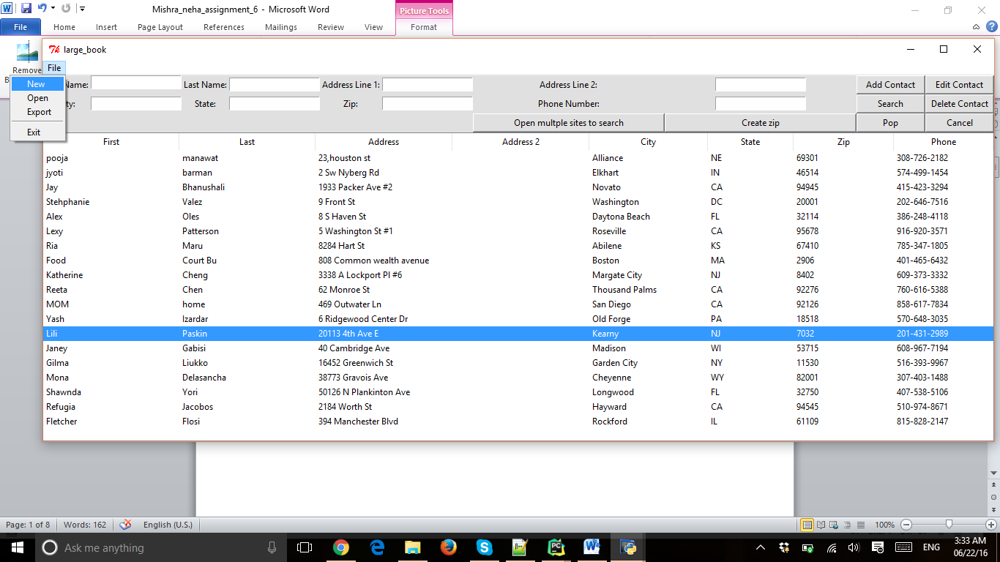 Mishra_neha_assignment_6 - Microsoft Word
Picture Tools
File Home Insert Page Layout References Mailings Review View Format
large_book
Remove
File
New
Open
Export
Exit
Name: Last Name: Address Line 1: Address Line 2: Add Contact Edit Contact
ty: State: Zip: Phone Number: Search Delete Contact
Open multple sites to search Create zip Pop Cancel
First Last Address Address 2 City State Zip Phone
pooja manawat 23,houston st Alliance NE 69301 308-726-2182
jyoti barman 2 Sw Nyberg Rd Elkhart IN 46514 574-499-1454
Jay Bhanushali 1933 Packer Ave #2 Novato CA 94945 415-423-3294
Stehphanie Valez 9 Front St Washington DC 20001 202-646-7516
Alex Oles 8 S Haven St Daytona Beach FL 32114 386-248-4118
Lexy Patterson 5 Washington St #1 Roseville CA 95678 916-920-3571
Ria Maru 8284 Hart St Abilene KS 67410 785-347-1805
Food Court Bu 808 Common wealth avenue Boston MA 2906 401-465-6432
Katherine Cheng 3338 A Lockport Pl #6 Margate City NJ 8402 609-373-3332
Reeta Chen 62 Monroe St Thousand Palms CA 92276 760-616-5388
MOM home 469 Outwater Ln San Diego CA 92126 858-617-7834
Yash Izardar 6 Ridgewood Center Dr Old Forge PA 18518 570-648-3035
Lili Paskin 20113 4th Ave E Kearny NJ 7032 201-431-2989
Janey Gabisi 40 Cambridge Ave Madison WI 53715 608-967-7194
Gilma Liukko 16452 Greenwich St Garden City NY 11530 516-393-9967
Mona Delasancha 38773 Gravois Ave Cheyenne WY 82001 307-403-1488
Shawnda Yori 50126 N Plankinton Ave Longwood FL 32750 407-538-5106
Refugia Jacobos 2184 Worth St Hayward CA 94545 510-974-8671
Fletcher Flosi 394 Manchester Blvd Rockford IL 61109 815-828-2147
Page: 1 of 8 Words: 162 English (U.S.) 100%
Ask me anything
ENG
3:33 AM
06/22/16